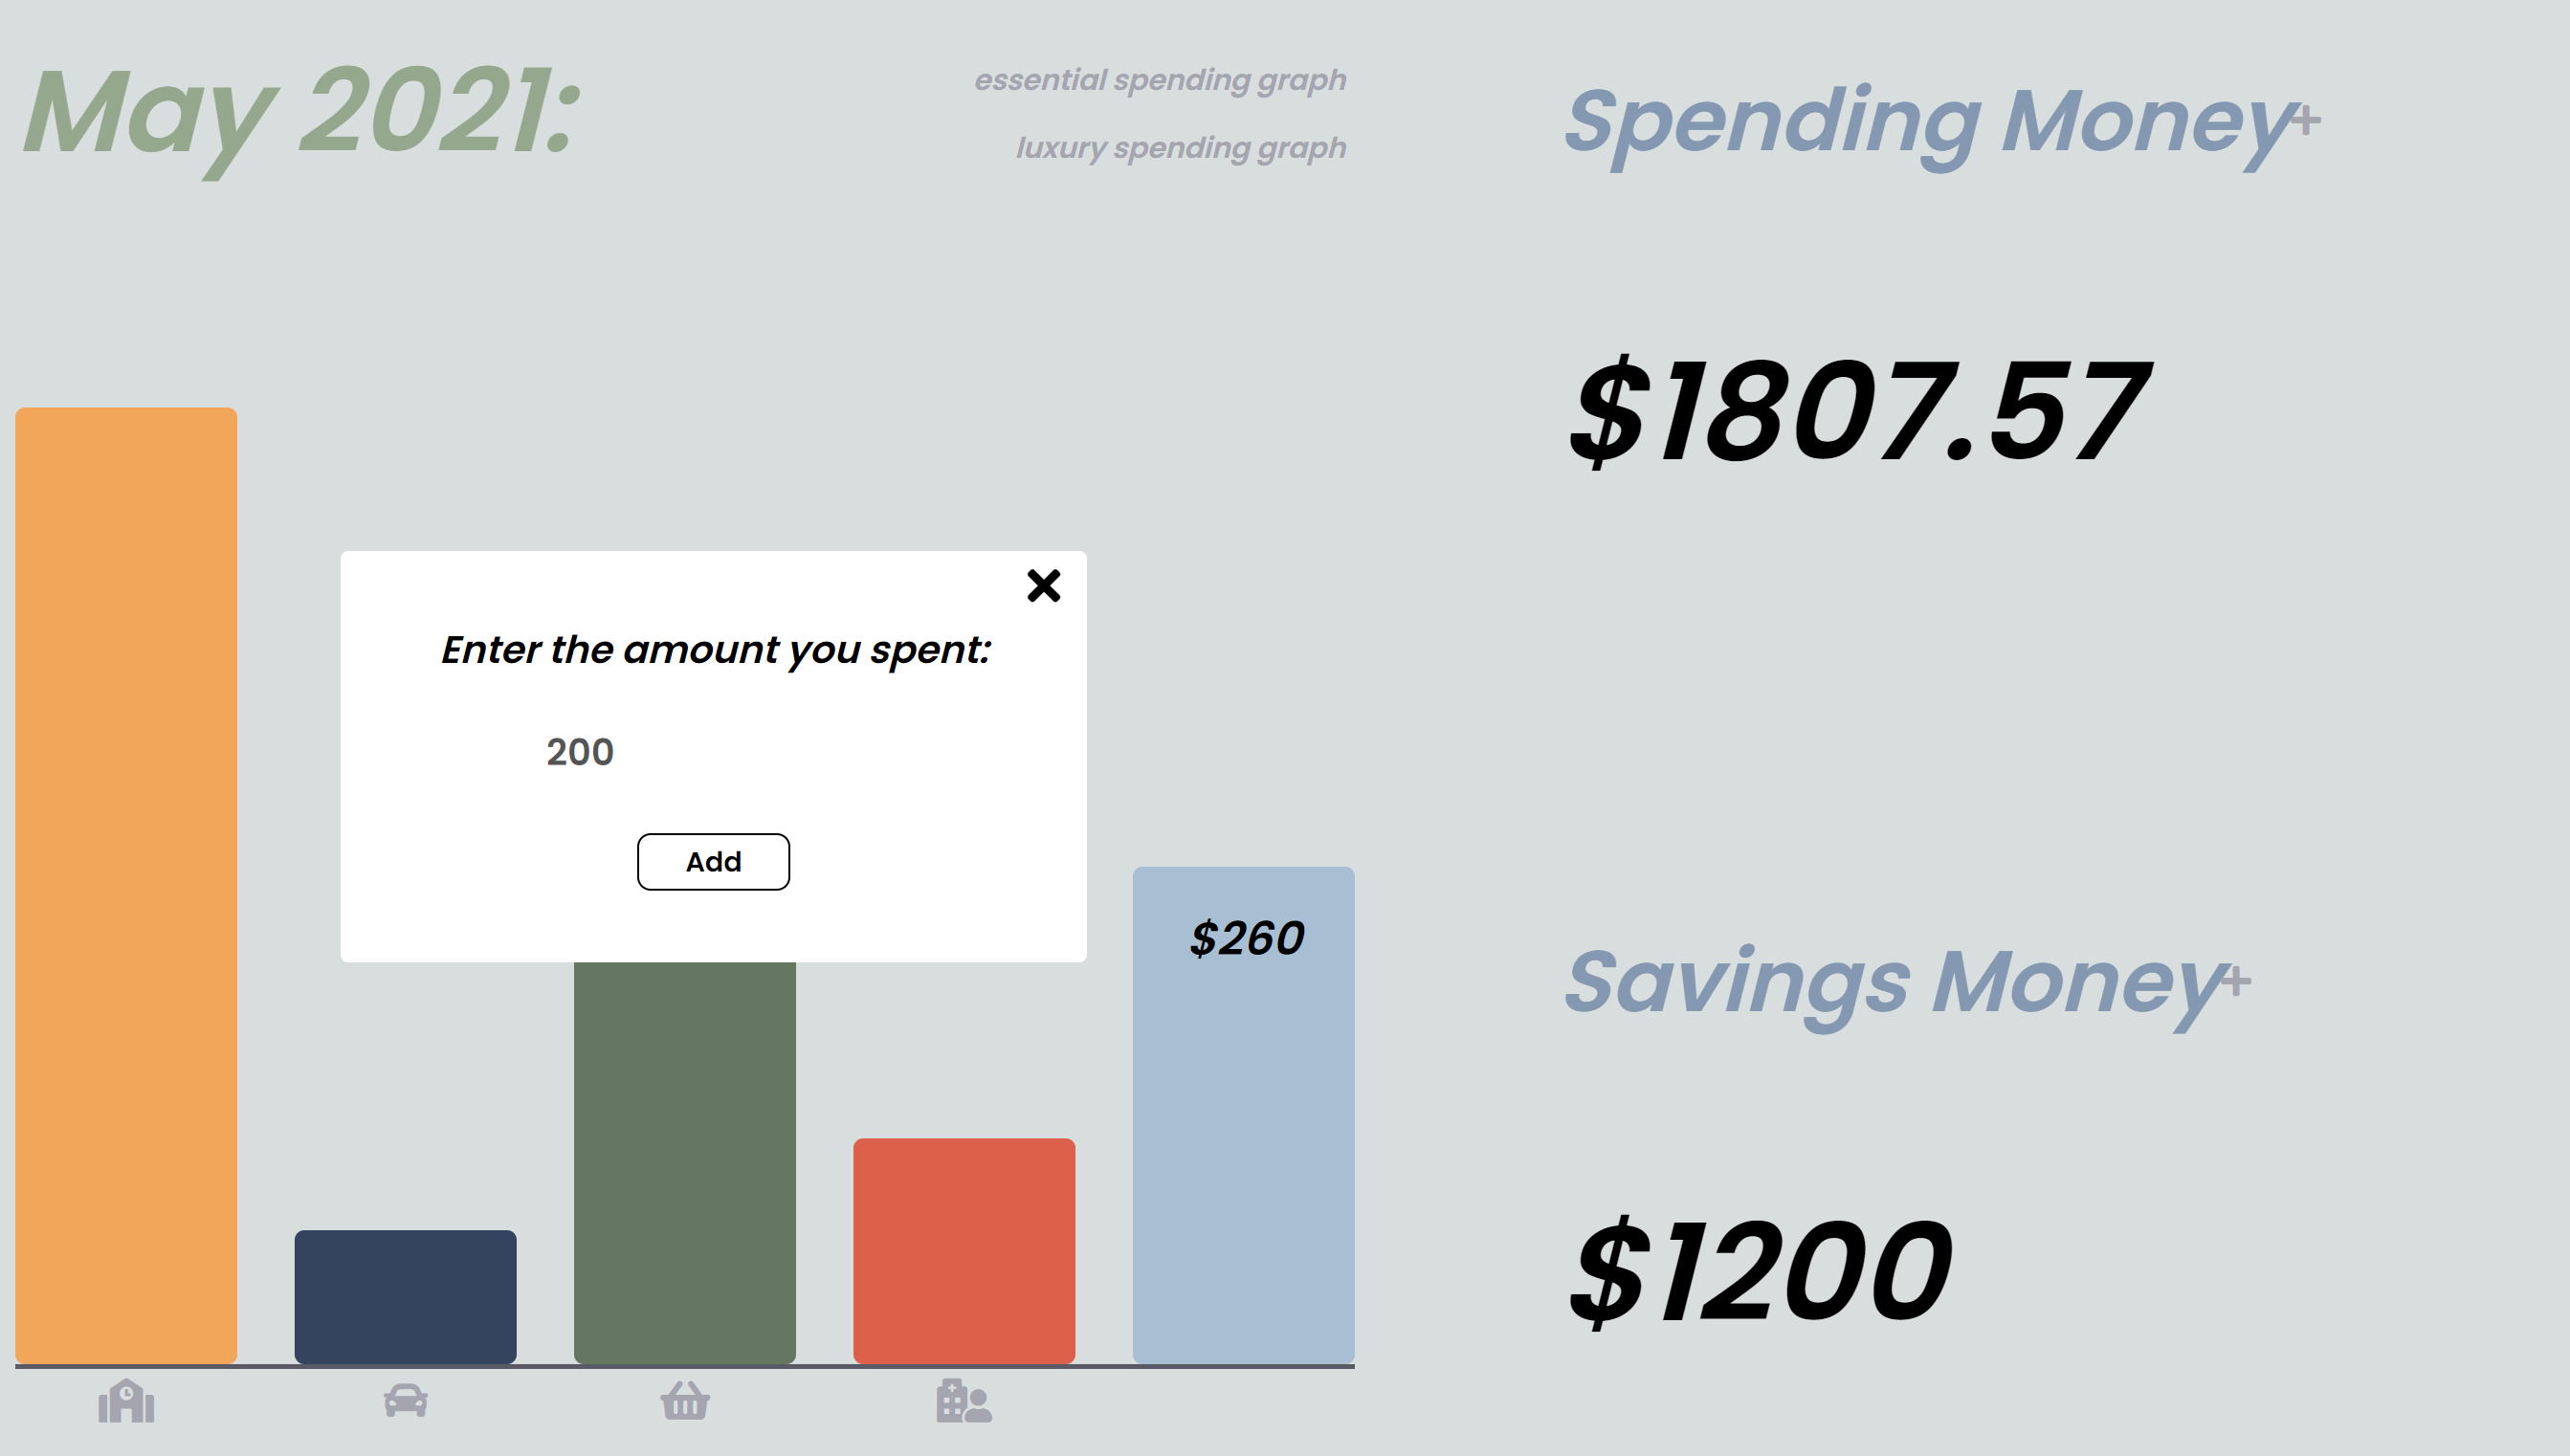 May 2021:
essential spending graph
luxury spending graph
Spending Money+
$1807.57
Enter the amount you spent:
200
Add
$260
Savings Money+
$1200